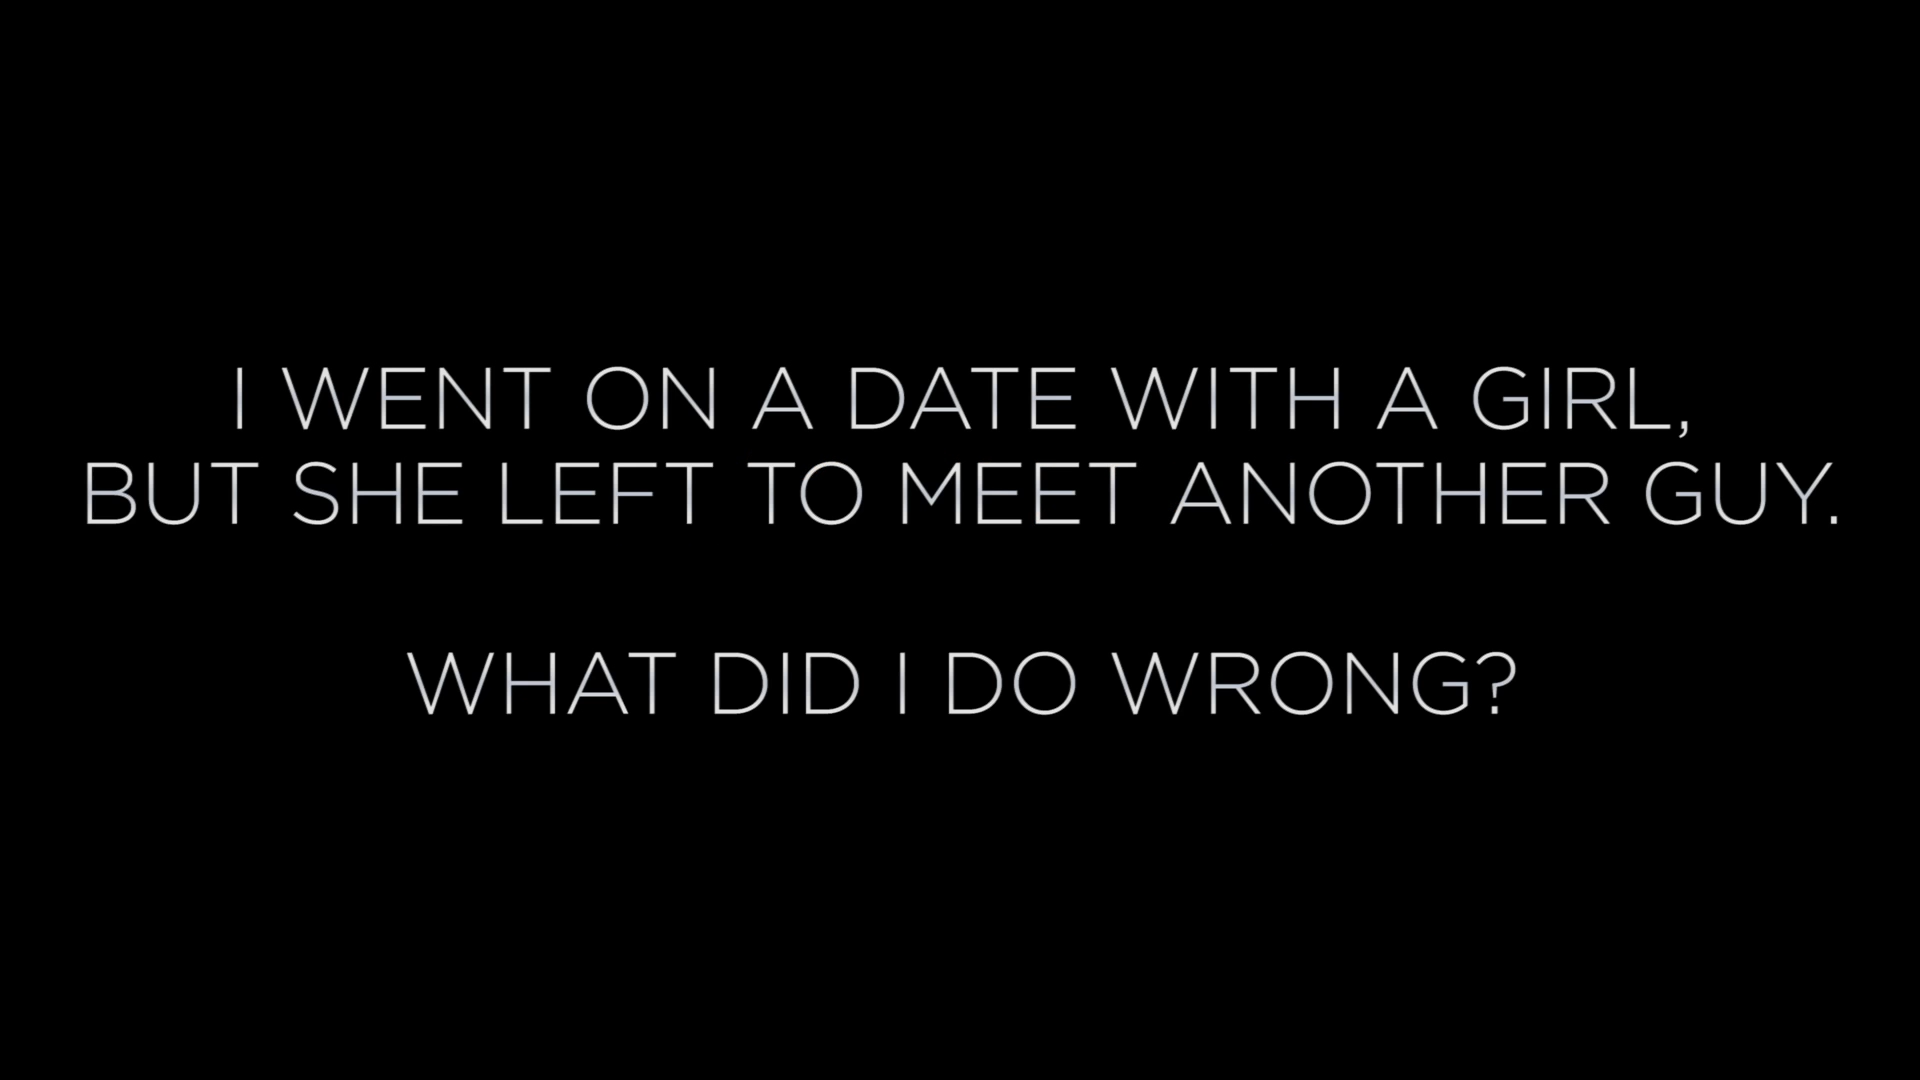 I WENT ON A DATE WITH A GIRL,
BUT SHE LEFT TO MEET ANOTHER GUY.
WHAT DID I DO WRONG?